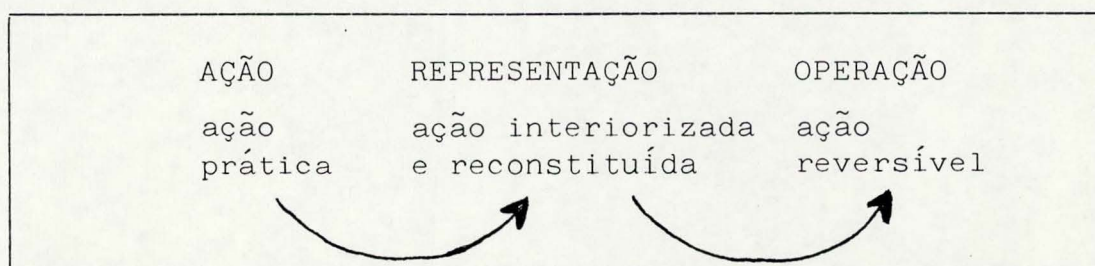 AÇÃO REPRESENTAÇÃO OPERAÇÃO
ação ação interiorizada ação
prática e reconstituída reversível